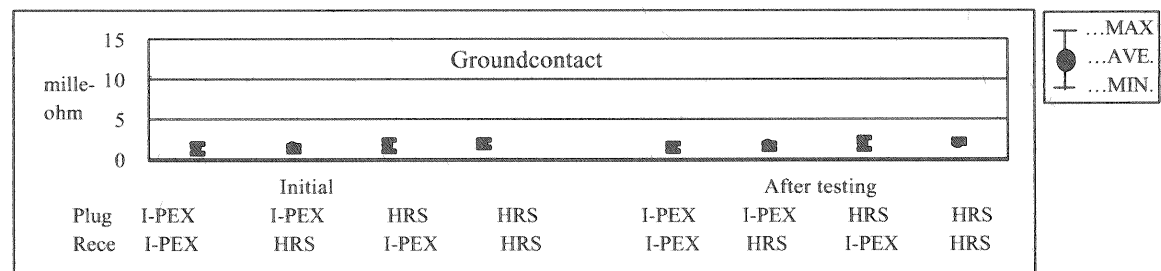 15
Groundcontact
mille- 10
ohm
5
0
Initial After testing
Plug I-PEX I-PEX HRS HRS I-PEX I-PEX HRS HRS
Rece I-PEX HRS I-PEX HRS I-PEX HRS I-PEX HRS
...MAX
...AVE.
...MIN.